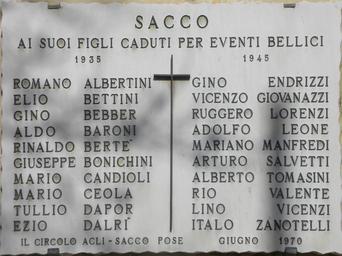 SACCO
AI SUOI FIGLI CADUTI PER EVENTI BELLICI
1935 1945
ROMANO ALBERTINI GINO ENDRIZZI
ELIO BETTINI VICENZO GIOVANAZZI
GINO BEBBER RUGGERO LORENZI
ALDO BARONI ADOLFO LEONE
RINALDO BERTE' MARIANO MANFREDI
GIUSEPPE BONICHINI ARTURO SALVETTI
MARIO CANDIOLI ALBERTO TOMASINI
MARIO CEOLA RIO VALENTE
TULLIO DAPOR LINO VICENZI
EZIO DALRÍ ITALO ZANOTELLI
IL CIRCOLO ACLI - SACCO POSE GIUGNO 1970